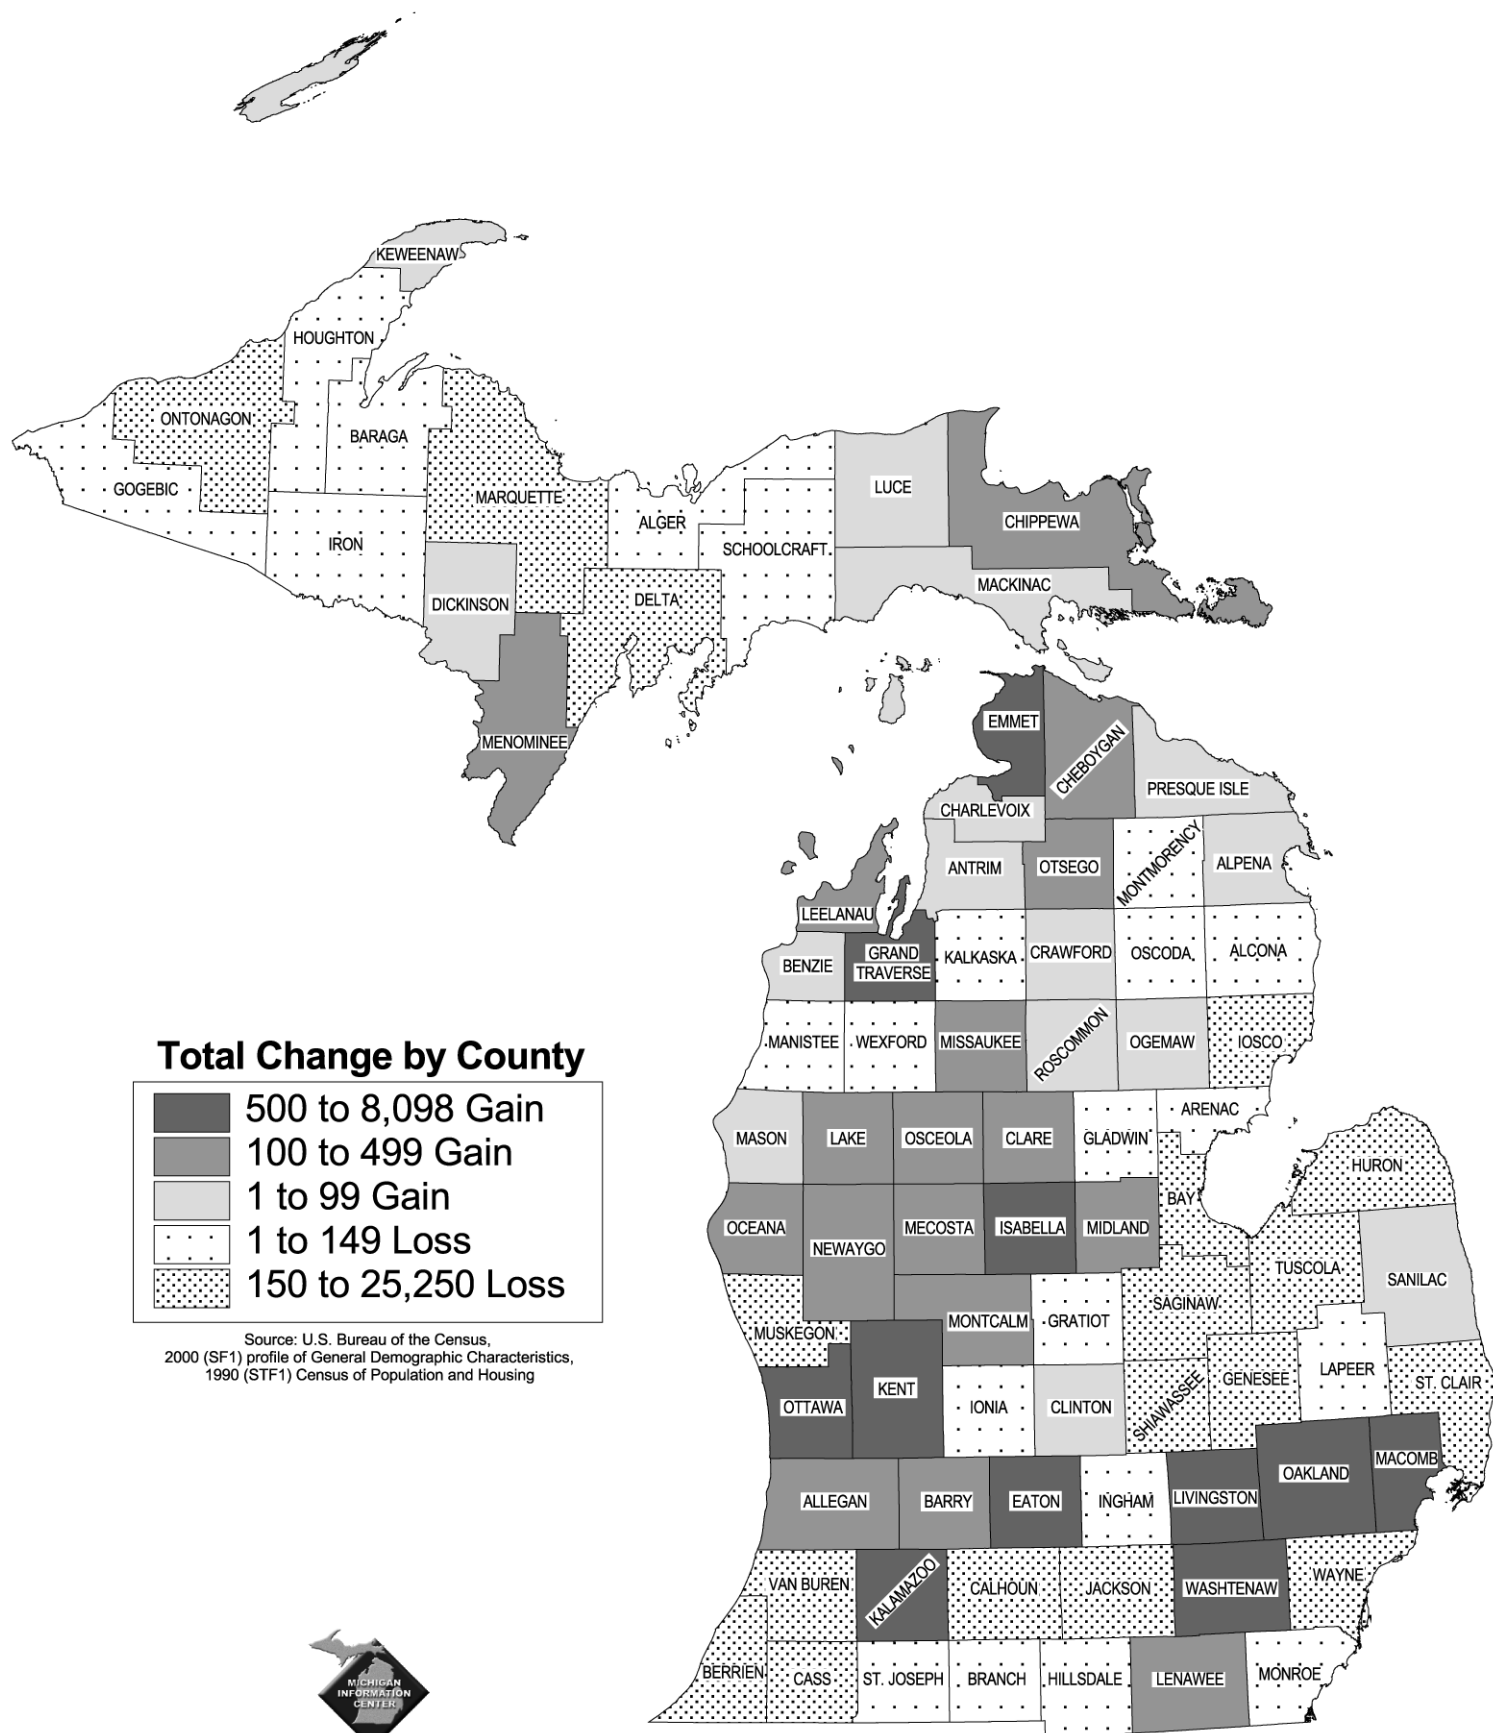 KEWEENAW
HOUGHTON
ONTONAGON
BARAGA
GOGEBIC
MARQUETTE
IRON
ALGER
SCHOOLCRAFT
LUCE
CHIPPEWA
MACKINAC
DICKINSON
DELTA
MENOMINEE
EMMET
CHEBOYGAN
PRESQUE ISLE
CHARLEVOIX
ANTRIM
OTSEGO
MONTMORENCY
ALPENA
LEELANAU
BENZIE
GRAND
TRAVERSE
KALKASKA
CRAWFORD
OSCODA
ALCONA
MANISTEE
WEXFORD
MISSAUKEE
ROSCOMMON
OGEMAW
IOSCO
Total Change by County
500 to 8,098 Gain
100 to 499 Gain
1 to 99 Gain
1 to 149 Loss
150 to 25,250 Loss
Source: U.S. Bureau of the Census,
2000 (SF1) profile of General Demographic Characteristics,
1990 (STF1) Census of Population and Housing
MASON
LAKE
OSCEOLA
CLARE
GLADWIN
ARENAC
HURON
BAY
OCEANA
NEWAYGO
MECOSTA
ISABELLA
MIDLAND
TUSCOLA
SANILAC
SAGINAW
MUSKEGON
MONTCALM
GRATIOT
LAPEER
ST. CLAIR
GENESEE
SHIAWASSEE
OTTAWA
KENT
IONIA
CLINTON
MACOMB
OAKLAND
ALLEGAN
BARRY
EATON
INGHAM
LIVINGSTON
VAN BUREN
KALAMAZOO
CALHOUN
JACKSON
WASHTENAW
WAYNE
BERRIEN
CASS
ST. JOSEPH
BRANCH
HILLSDALE
LENAWEE
MONROE
MICHIGAN
INFORMATION
CENTER